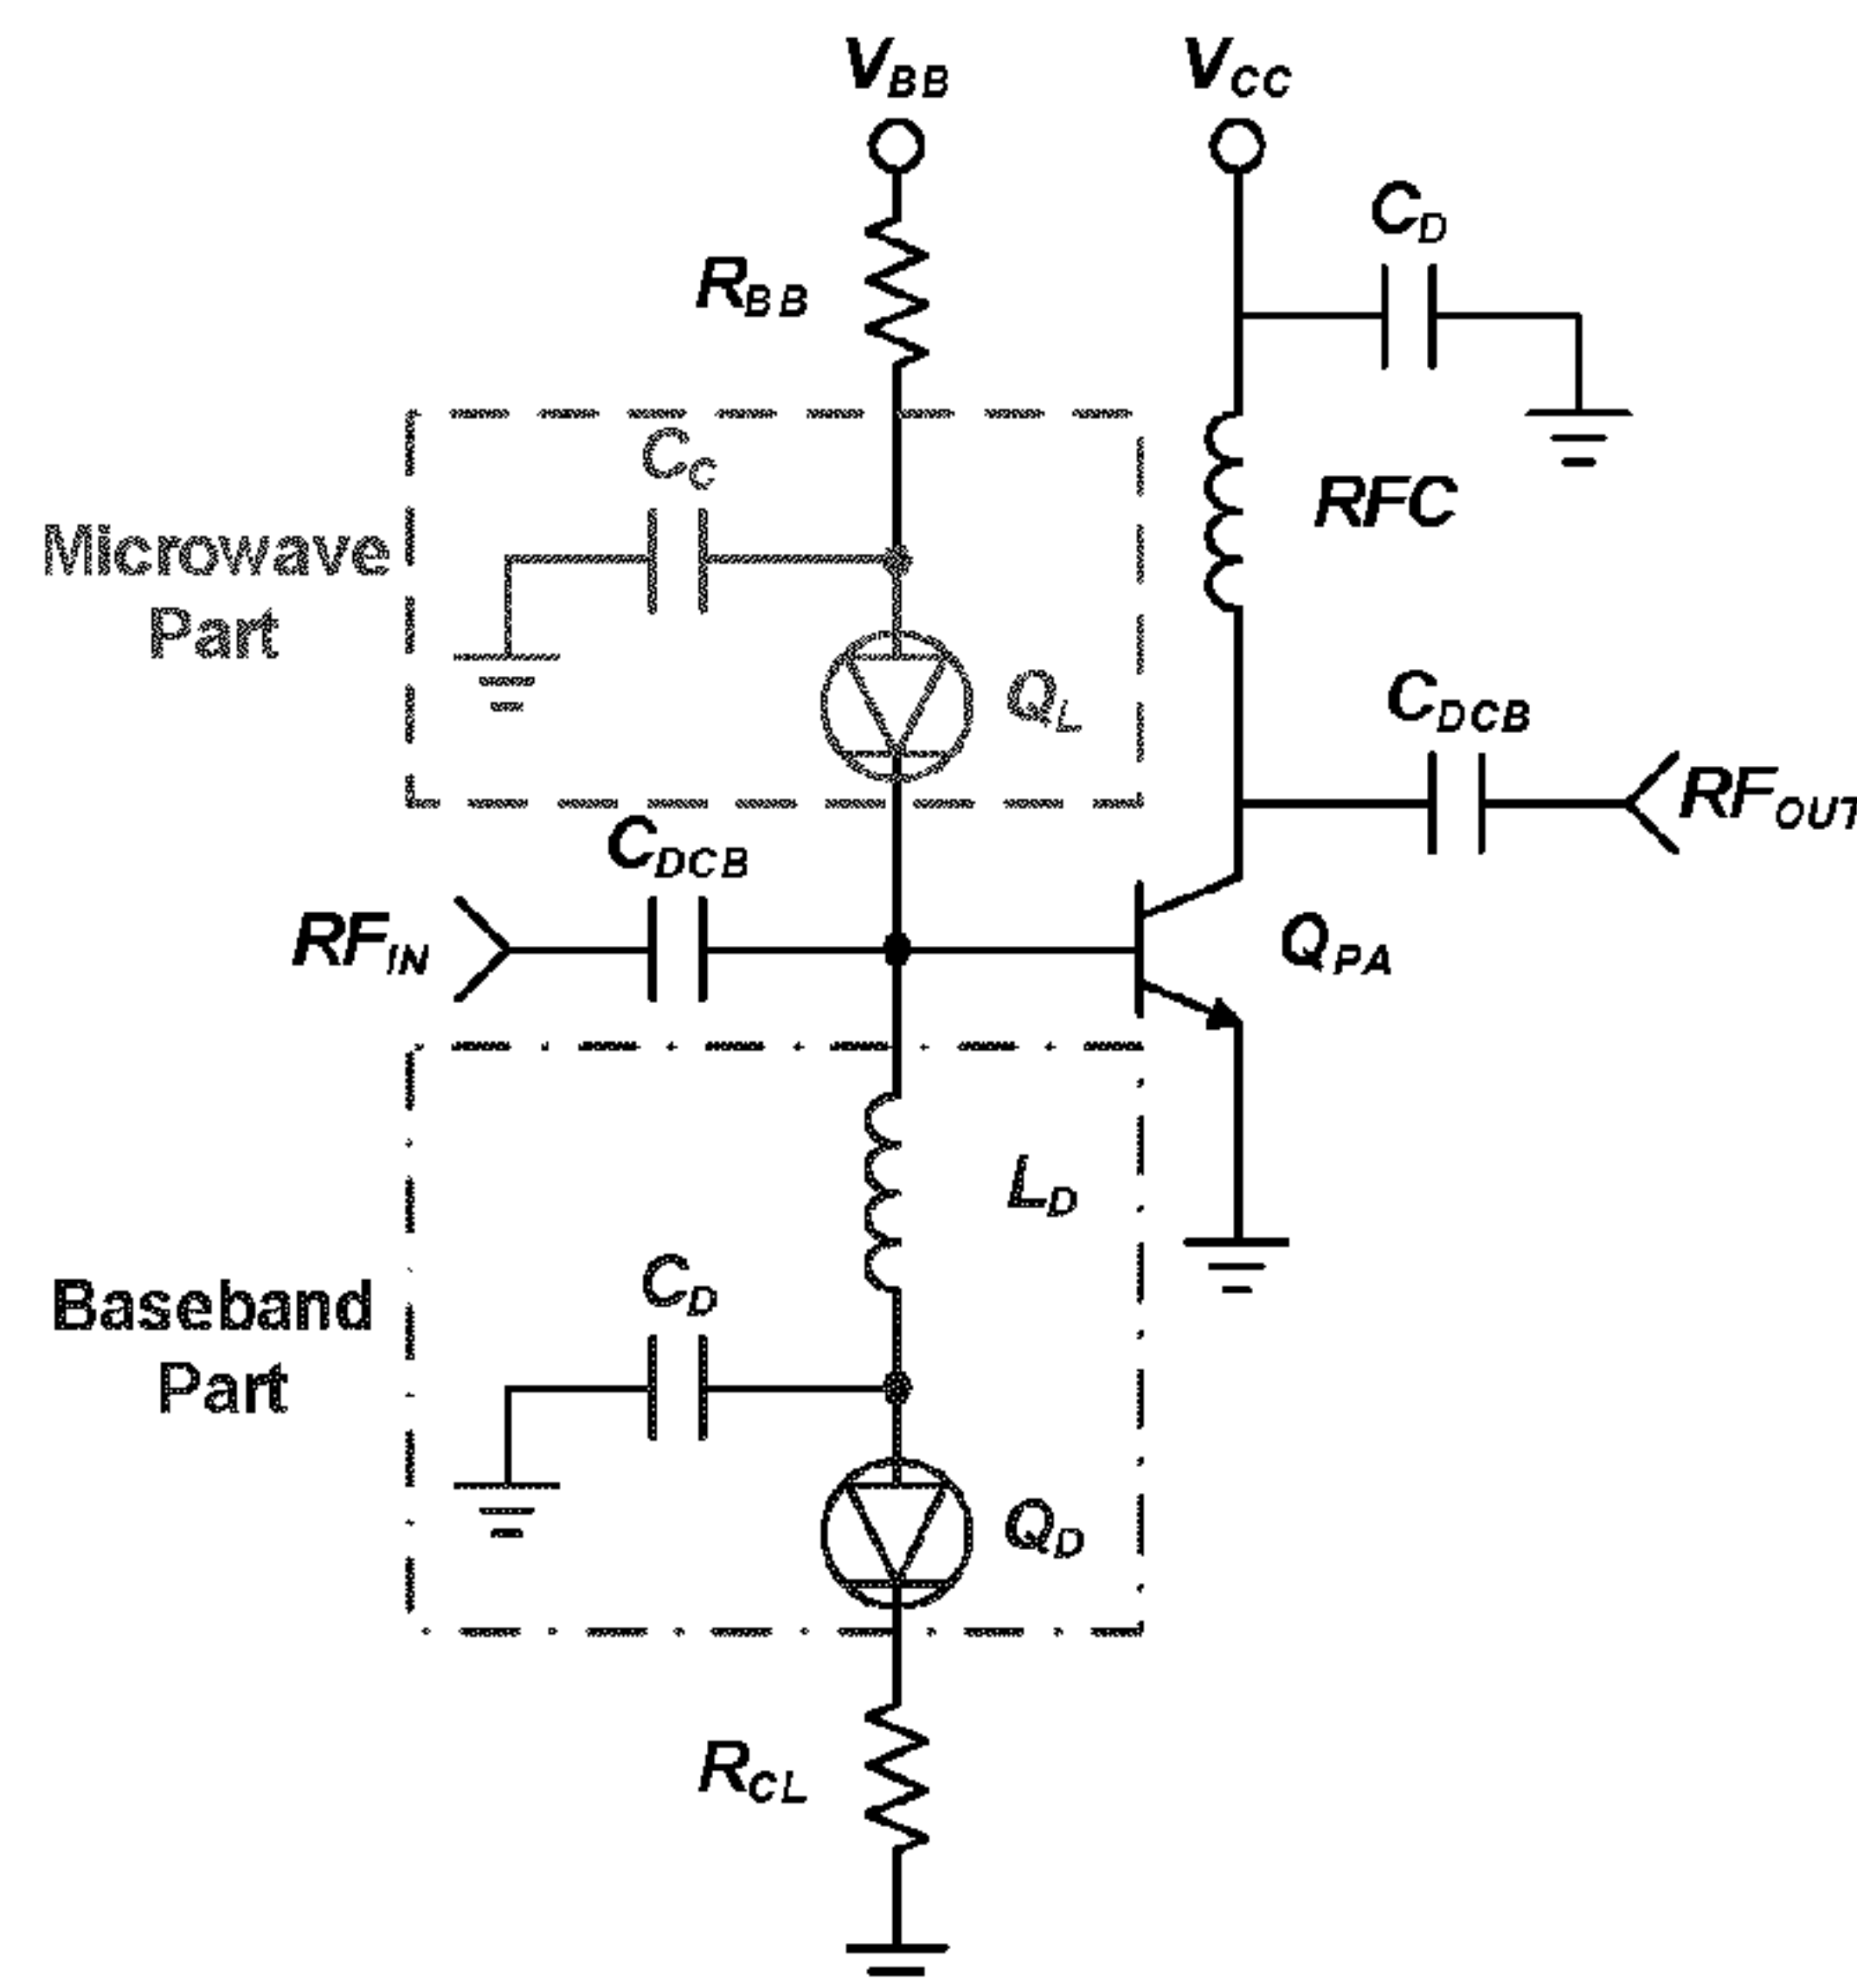 VBB
VCC
CD
RBB
CC
RFC
Microwave
Part
QL
CDCB
RFOUT
CDCB
RFIN
QPA
LD
CD
Baseband
Part
QD
RCL